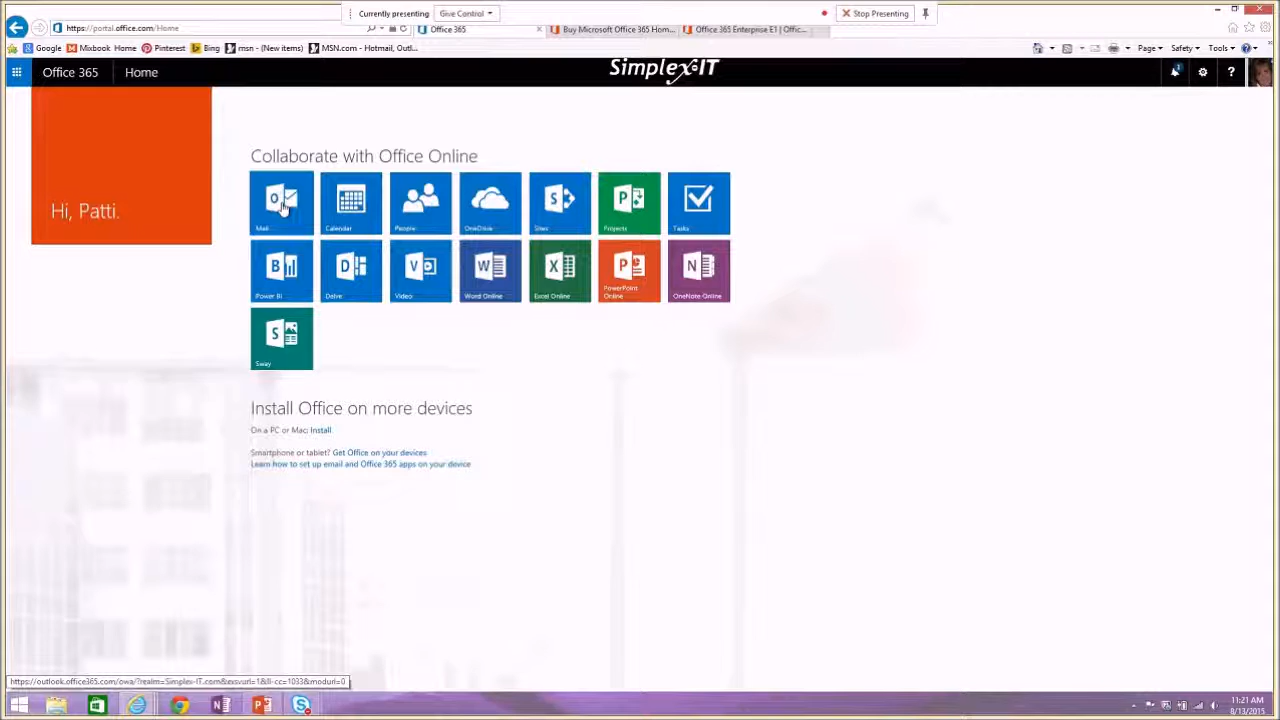 Currently presenting
Give Control
Stop Presenting
https://portal.office.com/Home
Office 365
Buy Microsoft Office 365 Hom...
Office 365 Enterprise E1 | Offic...
Google
Mixbook Home
Pinterest
Bing
msn - (New items)
MSN.com - Hotmail, Outl...
Page
Safety
Tools
Office 365
Home
Simplex-IT
1
?
Hi, Patti.
Collaborate with Office Online
Mail
Calendar
People
OneDrive
Sites
Projects
Tasks
Power BI
Delve
Video
Word Online
Excel Online
PowerPoint
Online
OneNote Online
Sway
Install Office on more devices
On a PC or Mac: Install
Smartphone or tablet? Get Office on your devices
Learn how to set up email and Office 365 apps on your device
11:21 AM
8/13/2015